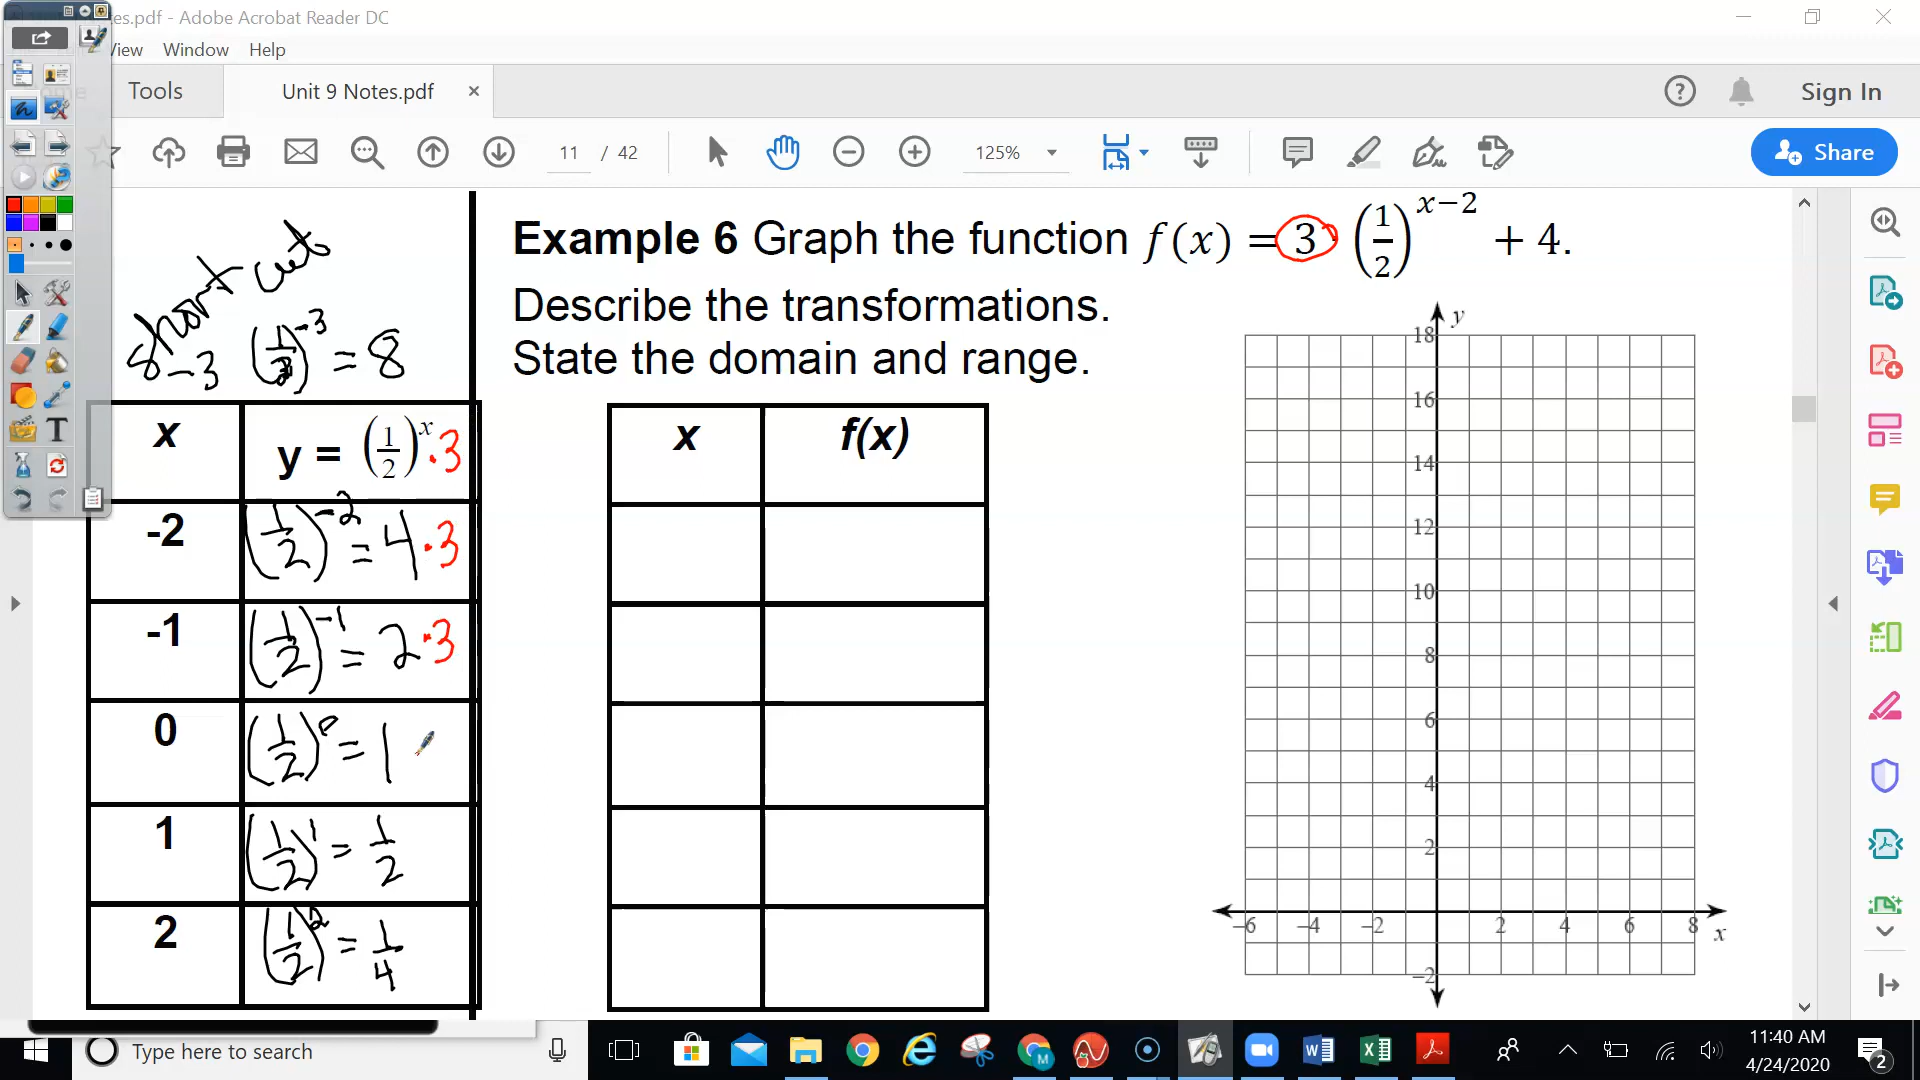 Notes.pdf - Adobe Acrobat Reader DC
View Window Help
Tools Unit 9 Notes.pdf × Sign In
11 / 42 125% Share
short cut
8 -3 (1/2)^-3 = 8
Example 6 Graph the function f(x) = 3 · (1/2)^(x−2) + 4.
Describe the transformations.
State the domain and range.
x y = (1/2)^x · 3
-2 (1/2)^-2 = 4 · 3
-1 (1/2)^-1 = 2 · 3
0 (1/2)^0 = 1
1 (1/2)^1 = 1/2
2 (1/2)^2 = 1/4
x f(x)
y
18
16
14
12
10
8
6
4
2
−6 −4 −2 2 4 6 8 x
−2
Type here to search
11:40 AM
4/24/2020
2